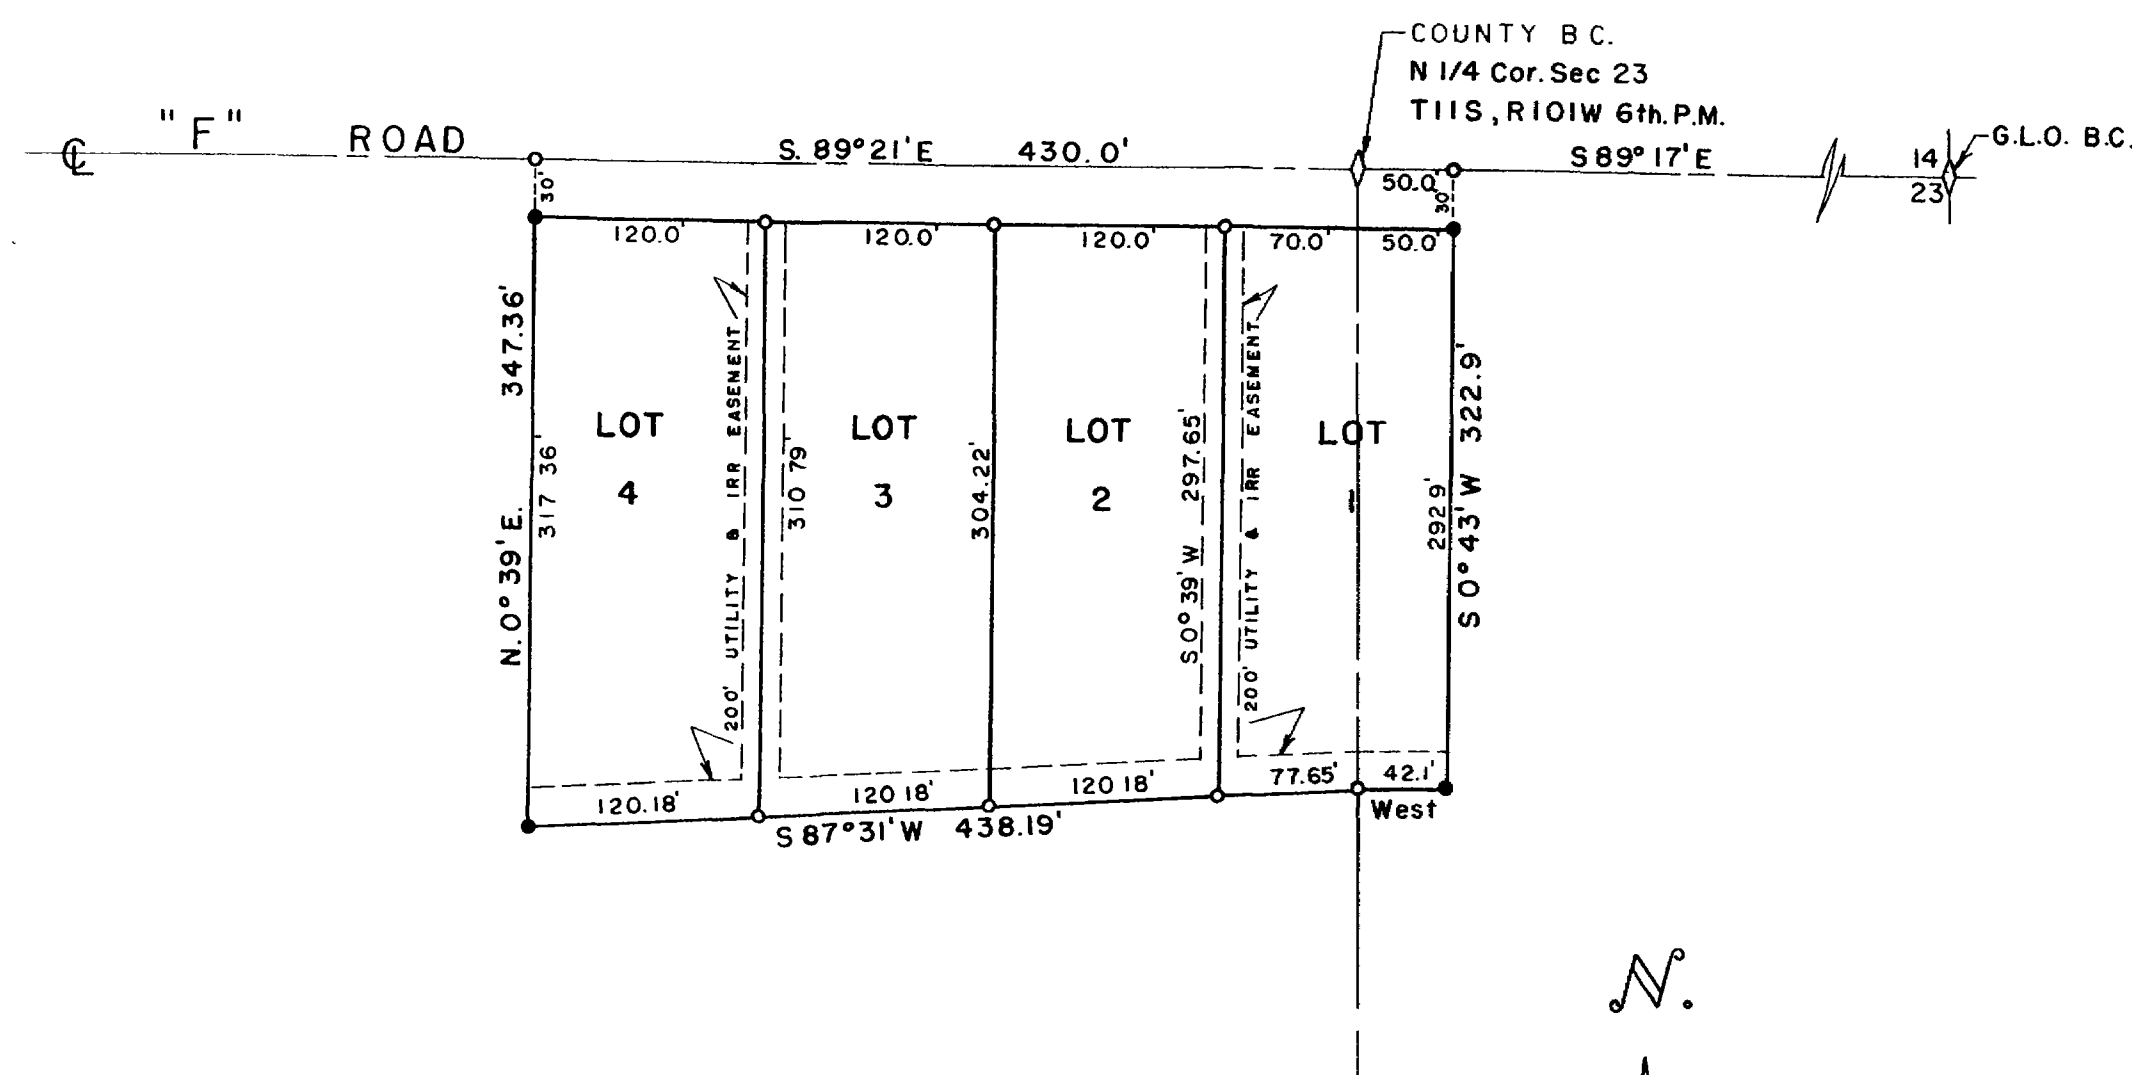 COUNTY B C.
N 1/4 Cor. Sec 23
T11S, R101W 6th. P.M.
G.L.O. B.C.
14
23
℄ "F" ROAD
S. 89° 21' E 430.0'
S 89° 17' E
50.0'
30'
30'
120.0'
120.0'
120.0'
70.0'
50.0'
N. 0° 39' E. 347.36'
317 36'
LOT
4
200' UTILITY & IRR EASEMENT
310 79'
LOT
3
304.22'
LOT
2
S 0° 39' W 297.65'
200' UTILITY & IRR EASEMENT
LOT
1
292 9'
S 0° 43' W 322.9'
120.18'
120 18'
120 18'
77.65'
42.1'
West
S 87° 31' W 438.19'
N.